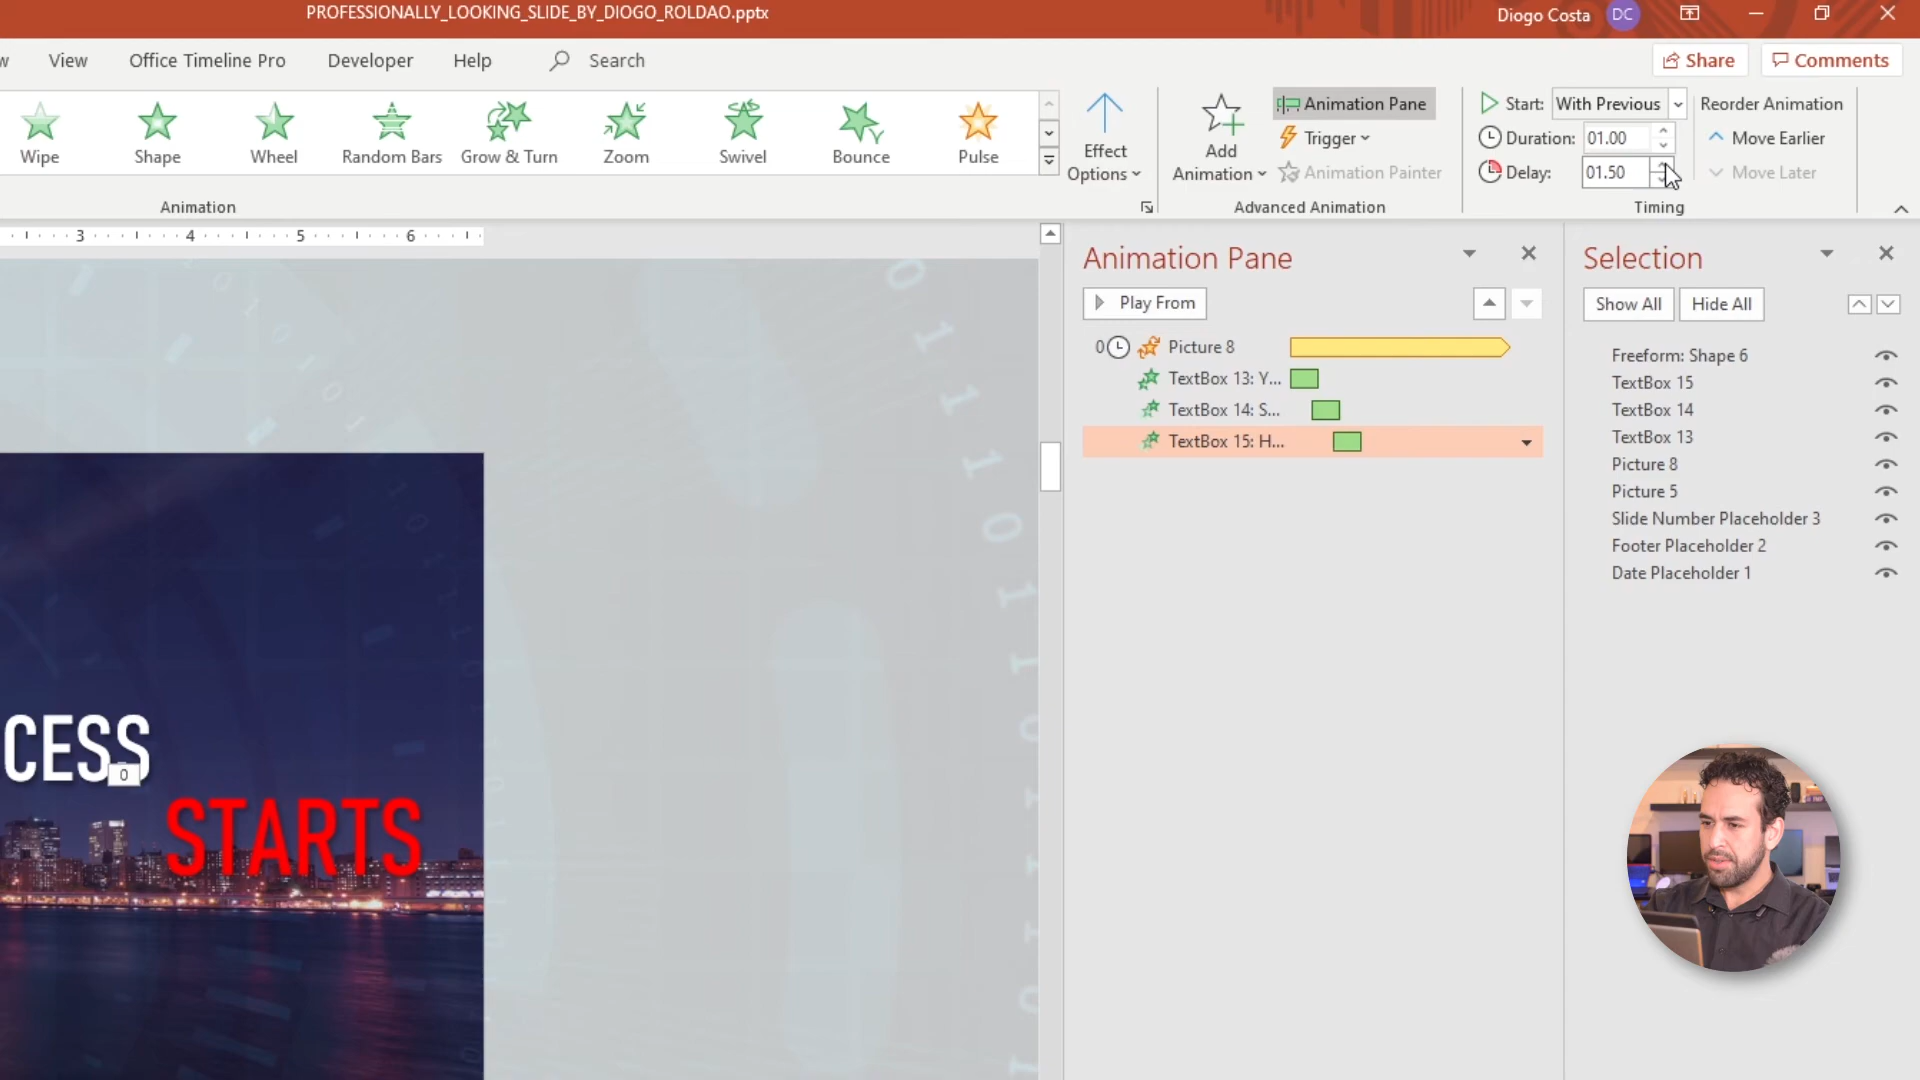 PROFESSIONALLY_LOOKING_SLIDE_BY_DIOGO_ROLDAO.pptx
Diogo Costa DC
View Office Timeline Pro Developer Help Search Share Comments
Wipe Shape Wheel Random Bars Grow & Turn Zoom Swivel Bounce Pulse
Animation
Effect
Options
Add
Animation
Animation Pane
Trigger
Animation Painter
Advanced Animation
Start: With Previous
Duration: 01.00
Delay: 01.50
Reorder Animation
Move Earlier
Move Later
Timing
3 4 5 6
Animation Pane
Play From
0 Picture 8
TextBox 13: Y...
TextBox 14: S...
TextBox 15: H...
Selection
Show All Hide All
Freeform: Shape 6
TextBox 15
TextBox 14
TextBox 13
Picture 8
Picture 5
Slide Number Placeholder 3
Footer Placeholder 2
Date Placeholder 1
CESS
0
STARTS